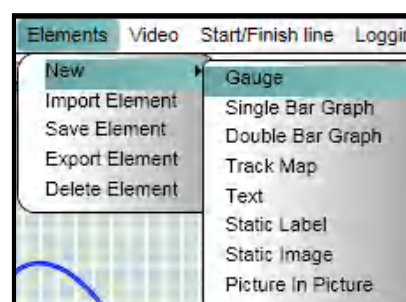 Elements Video Start/Finish line
New
Import Element
Save Element
Export Element
Delete Element
Gauge
Single Bar Graph
Double Bar Graph
Track Map
Text
Static Label
Static Image
Picture In Picture